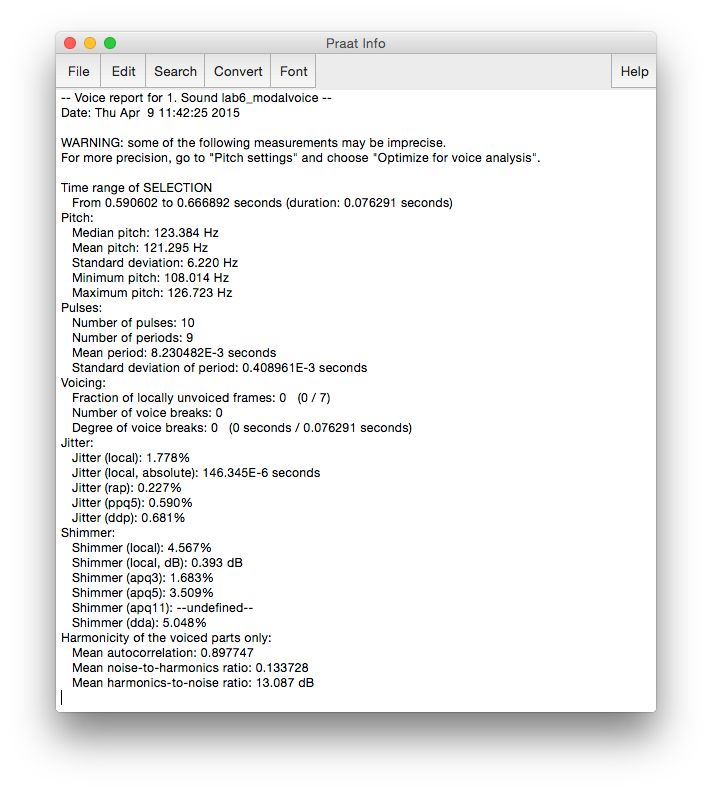 Praat Info
File Edit Search Convert Font Help
-- Voice report for 1. Sound lab6_modalvoice --
Date: Thu Apr  9 11:42:25 2015
WARNING: some of the following measurements may be imprecise.
For more precision, go to "Pitch settings" and choose "Optimize for voice analysis".
Time range of SELECTION
From 0.590602 to 0.666892 seconds (duration: 0.076291 seconds)
Pitch:
Median pitch: 123.384 Hz
Mean pitch: 121.295 Hz
Standard deviation: 6.220 Hz
Minimum pitch: 108.014 Hz
Maximum pitch: 126.723 Hz
Pulses:
Number of pulses: 10
Number of periods: 9
Mean period: 8.230482E-3 seconds
Standard deviation of period: 0.408961E-3 seconds
Voicing:
Fraction of locally unvoiced frames: 0   (0 / 7)
Number of voice breaks: 0
Degree of voice breaks: 0   (0 seconds / 0.076291 seconds)
Jitter:
Jitter (local): 1.778%
Jitter (local, absolute): 146.345E-6 seconds
Jitter (rap): 0.227%
Jitter (ppq5): 0.590%
Jitter (ddp): 0.681%
Shimmer:
Shimmer (local): 4.567%
Shimmer (local, dB): 0.393 dB
Shimmer (apq3): 1.683%
Shimmer (apq5): 3.509%
Shimmer (apq11): --undefined--
Shimmer (dda): 5.048%
Harmonicity of the voiced parts only:
Mean autocorrelation: 0.897747
Mean noise-to-harmonics ratio: 0.133728
Mean harmonics-to-noise ratio: 13.087 dB